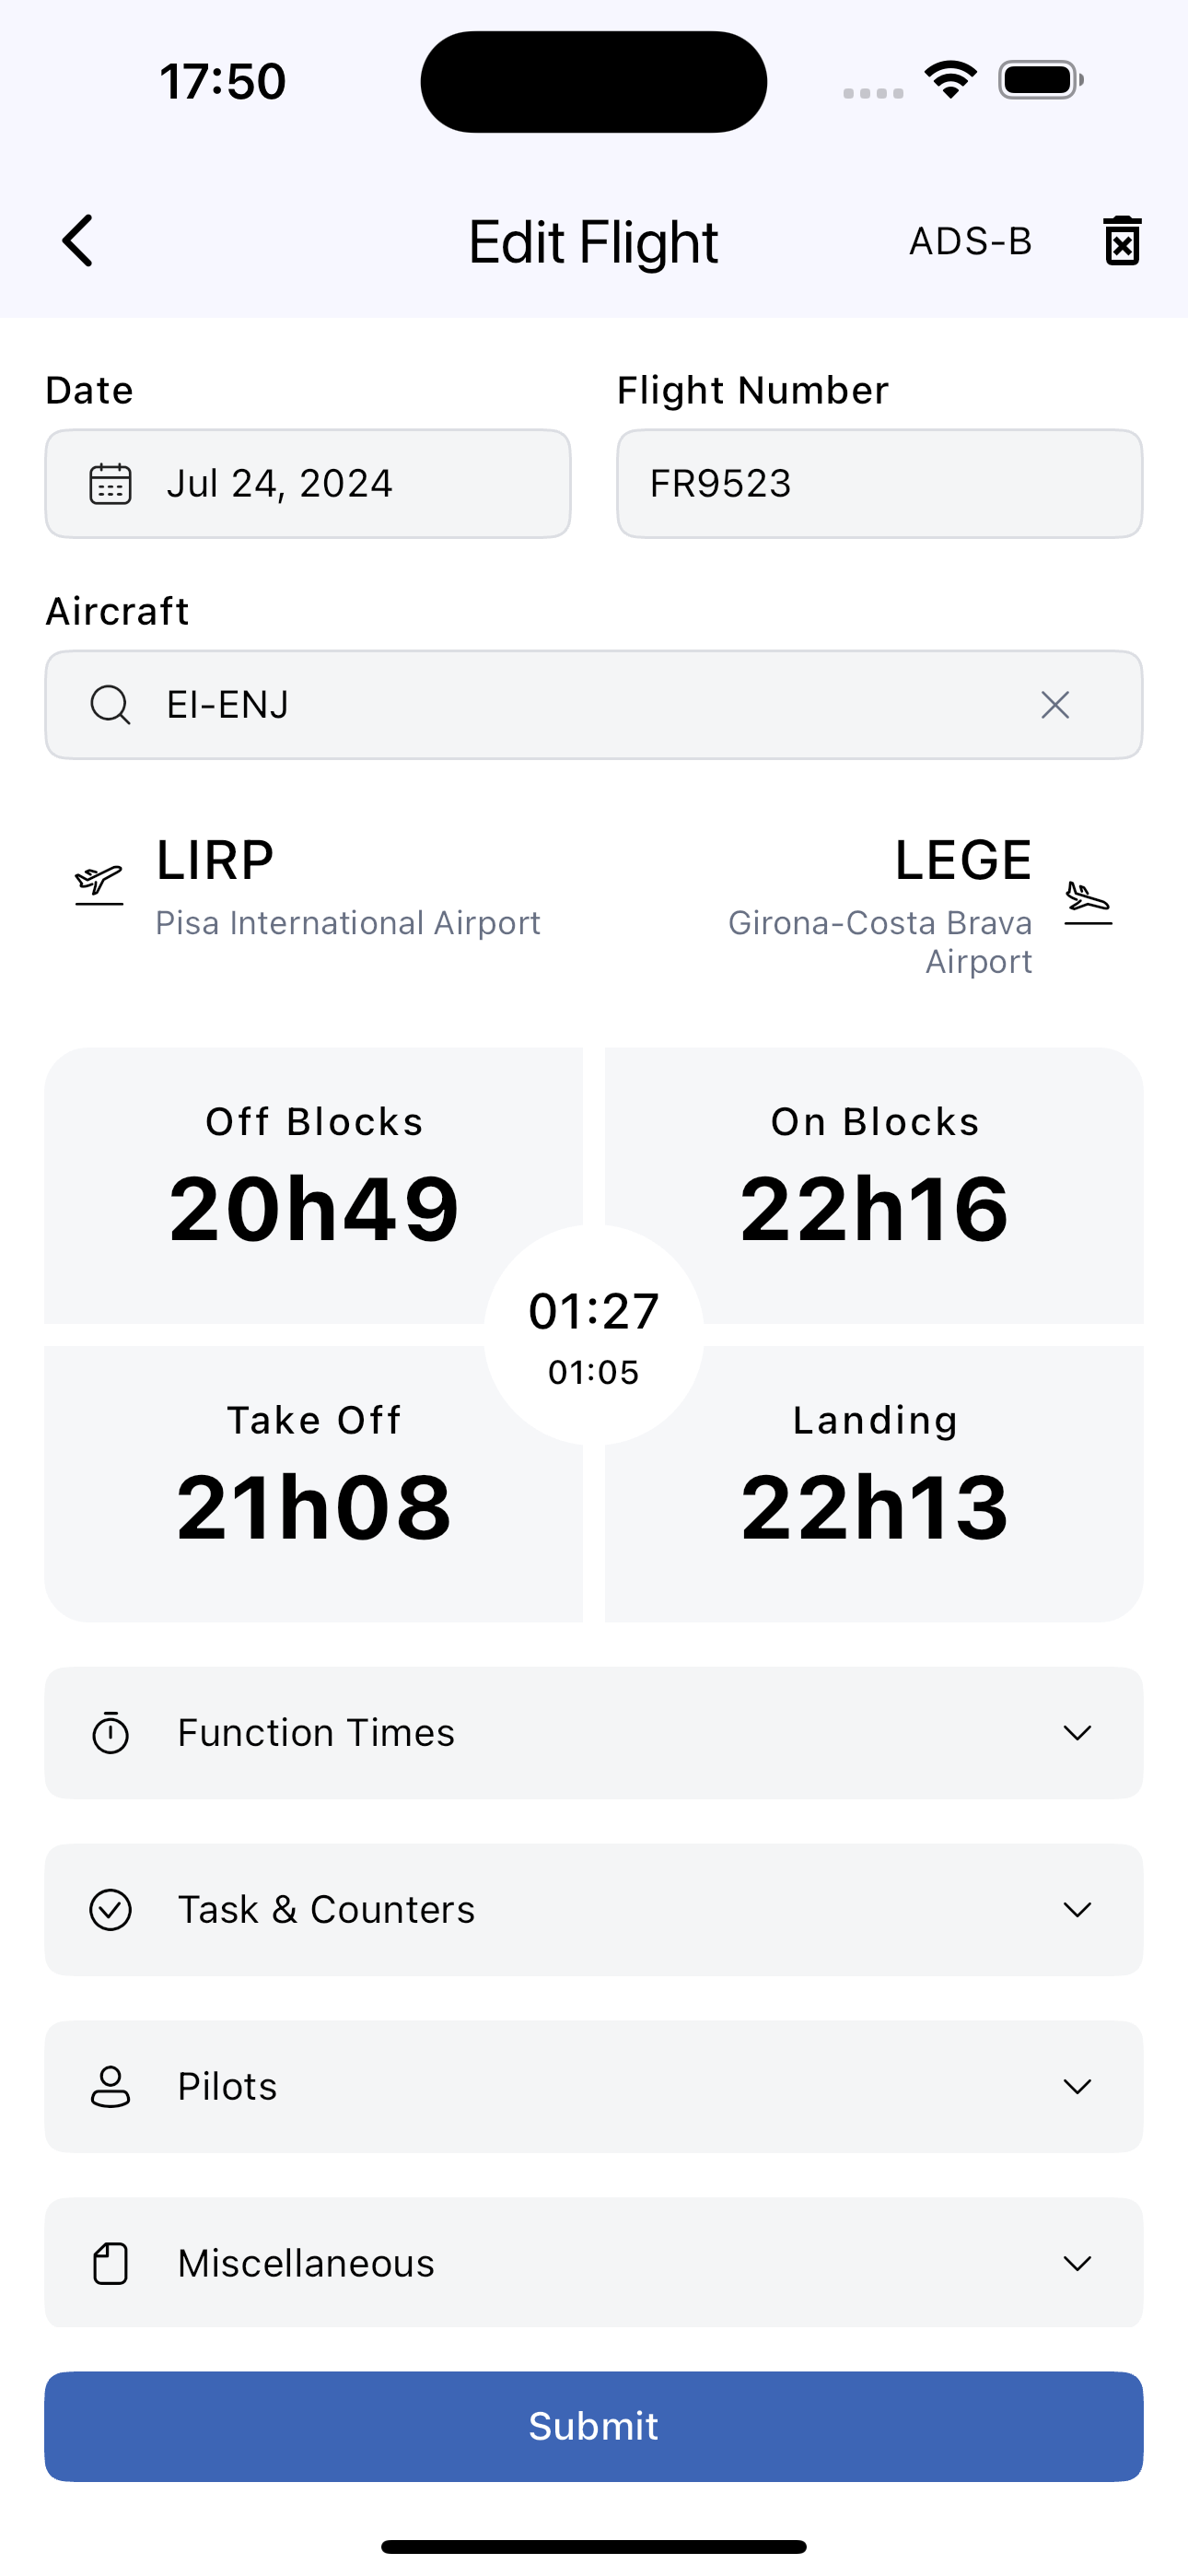 17:50
Edit Flight
ADS-B
Date
Flight Number
Jul 24, 2024
FR9523
Aircraft
EI-ENJ
LIRP
Pisa International Airport
LEGE
Girona-Costa Brava
Airport
Off Blocks
20h49
On Blocks
22h16
01:27
01:05
Take Off
21h08
Landing
22h13
Function Times
Task & Counters
Pilots
Miscellaneous
Submit